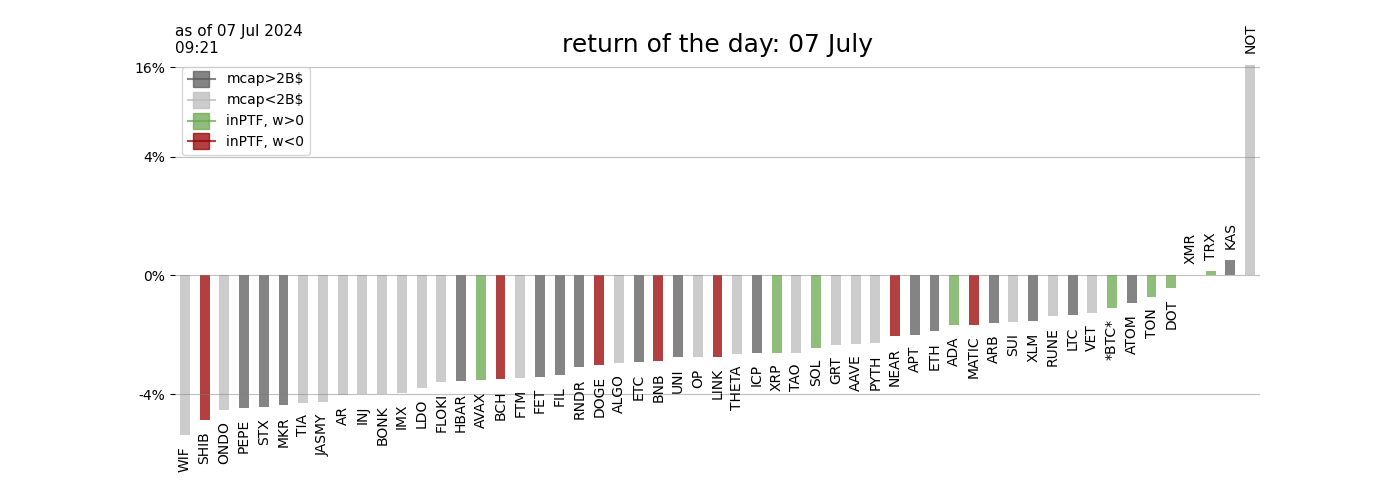 as of 07 Jul 2024
09:21
return of the day: 07 July
16%
4%
0%
-4%
mcap>2B$
mcap<2B$
inPTF, w>0
inPTF, w<0
WIF
SHIB
ONDO
PEPE
STX
MKR
TIA
JASMY
AR
INJ
BONK
IMX
LDO
FLOKI
HBAR
AVAX
BCH
FTM
FET
FIL
RNDR
DOGE
ALGO
ETC
BNB
UNI
OP
LINK
THETA
ICP
XRP
TAO
SOL
GRT
AAVE
PYTH
NEAR
APT
ETH
ADA
MATIC
ARB
SUI
XLM
RUNE
LTC
VET
*BTC*
ATOM
TON
DOT
XMR
TRX
KAS
NOT